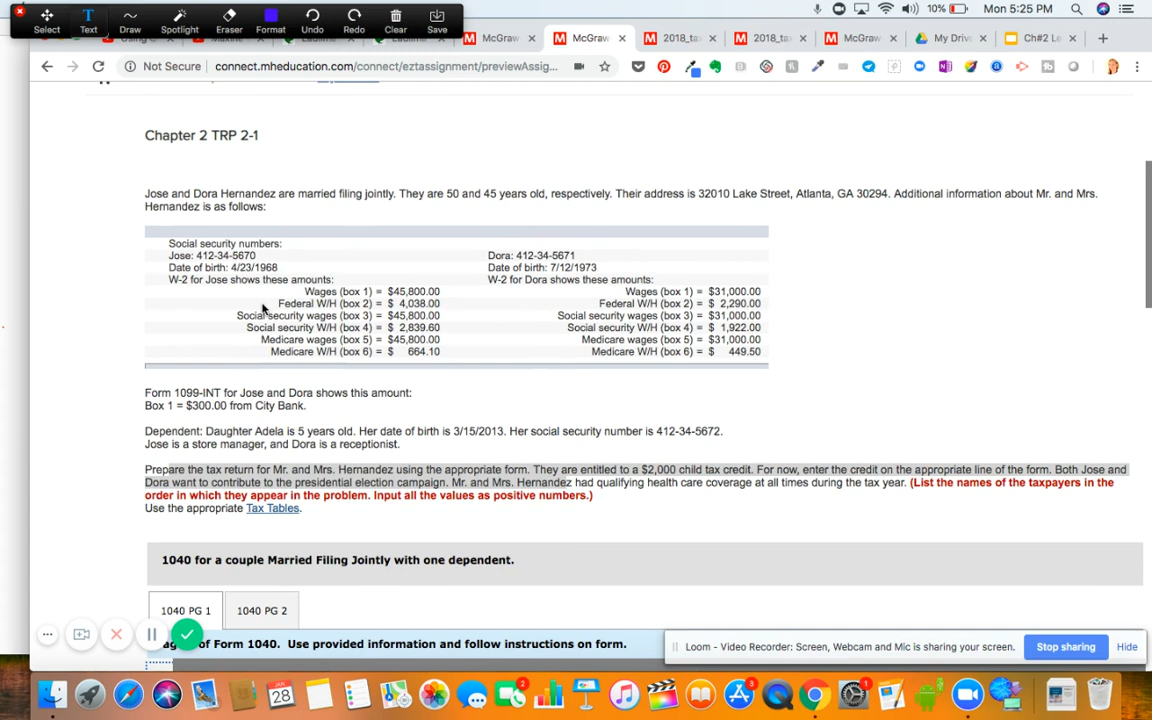 Select
Text
Draw
Spotlight
Eraser
Format
Undo
Redo
Clear
Save
10%
Mon 5:25 PM
McGraw
McGraw
2018_ta
2018_ta
McGraw
My Drive
Ch#2 Le
Not Secure
connect.mheducation.com/connect/eztassignment/previewAssig...
Chapter 2 TRP 2-1
Jose and Dora Hernandez are married filing jointly. They are 50 and 45 years old, respectively. Their address is 32010 Lake Street, Atlanta, GA 30294. Additional information about Mr. and Mrs.
Hernandez is as follows:
Social security numbers:
Jose: 412-34-5670 Dora: 412-34-5671
Date of birth: 4/23/1968 Date of birth: 7/12/1973
W-2 for Jose shows these amounts: W-2 for Dora shows these amounts:
Wages (box 1) = $45,800.00 Wages (box 1) = $31,000.00
Federal W/H (box 2) = $ 4,038.00 Federal W/H (box 2) = $ 2,290.00
Social security wages (box 3) = $45,800.00 Social security wages (box 3) = $31,000.00
Social security W/H (box 4) = $ 2,839.60 Social security W/H (box 4) = $ 1,922.00
Medicare wages (box 5) = $45,800.00 Medicare wages (box 5) = $31,000.00
Medicare W/H (box 6) = $ 664.10 Medicare W/H (box 6) = $ 449.50
Form 1099-INT for Jose and Dora shows this amount:
Box 1 = $300.00 from City Bank.
Dependent: Daughter Adela is 5 years old. Her date of birth is 3/15/2013. Her social security number is 412-34-5672.
Jose is a store manager, and Dora is a receptionist.
Prepare the tax return for Mr. and Mrs. Hernandez using the appropriate form. They are entitled to a $2,000 child tax credit. For now, enter the credit on the appropriate line of the form. Both Jose and
Dora want to contribute to the presidential election campaign. Mr. and Mrs. Hernandez had qualifying health care coverage at all times during the tax year. (List the names of the taxpayers in the
order in which they appear in the problem. Input all the values as positive numbers.)
Use the appropriate Tax Tables.
1040 for a couple Married Filing Jointly with one dependent.
1040 PG 1 1040 PG 2
of Form 1040. Use provided information and follow instructions on form.
Loom - Video Recorder: Screen, Webcam and Mic is sharing your screen.
Stop sharing
Hide
JAN
28
2
3
1